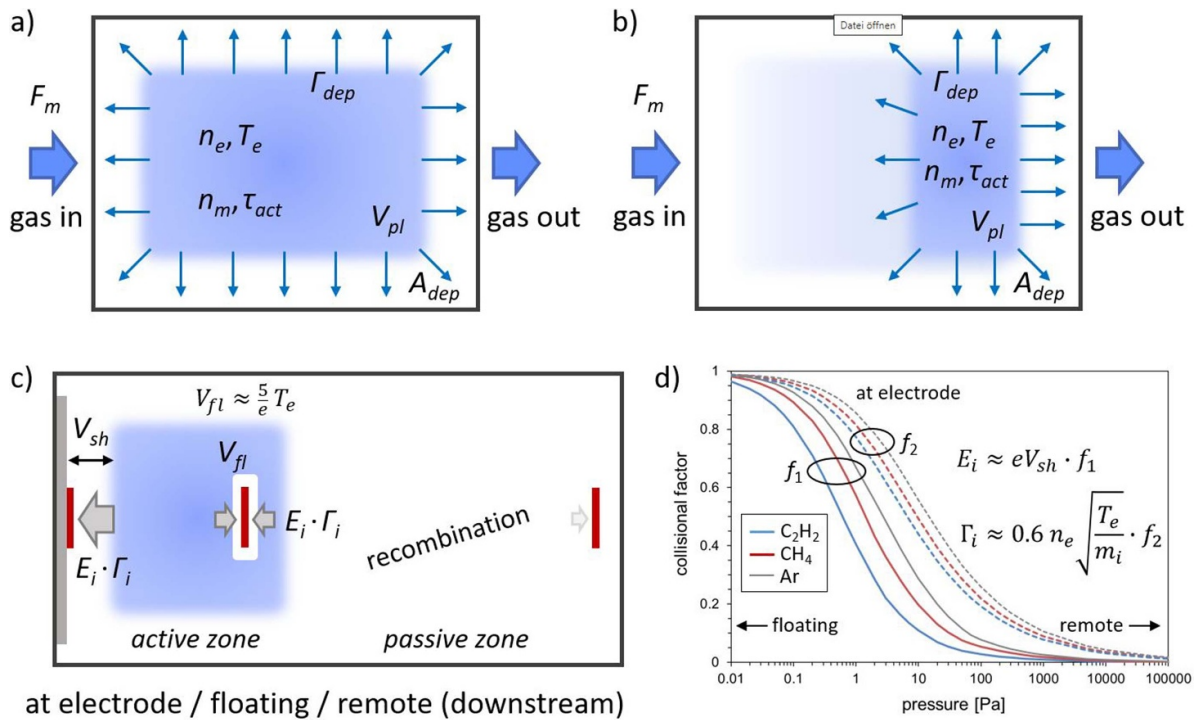 a)
F_m
gas in
Γ_dep
n_e, T_e
n_m, τ_act
V_pl
A_dep
gas out
b)
Datei öffnen
F_m
gas in
Γ_dep
n_e, T_e
n_m, τ_act
V_pl
A_dep
gas out
c)
V_fl ≈ 5/e T_e
V_sh
V_fl
E_i · Γ_i
E_i · Γ_i
recombination
active zone
passive zone
at electrode / floating / remote (downstream)
d)
collisional factor
1
0.8
0.6
0.4
0.2
0
at electrode
f_2
f_1
E_i ≈ eV_sh · f_1
Γ_i ≈ 0.6 n_e √(T_e/m_i) · f_2
C₂H₂
CH₄
Ar
floating
remote
0.01 0.1 1 10 100 1000 10000 100000
pressure [Pa]